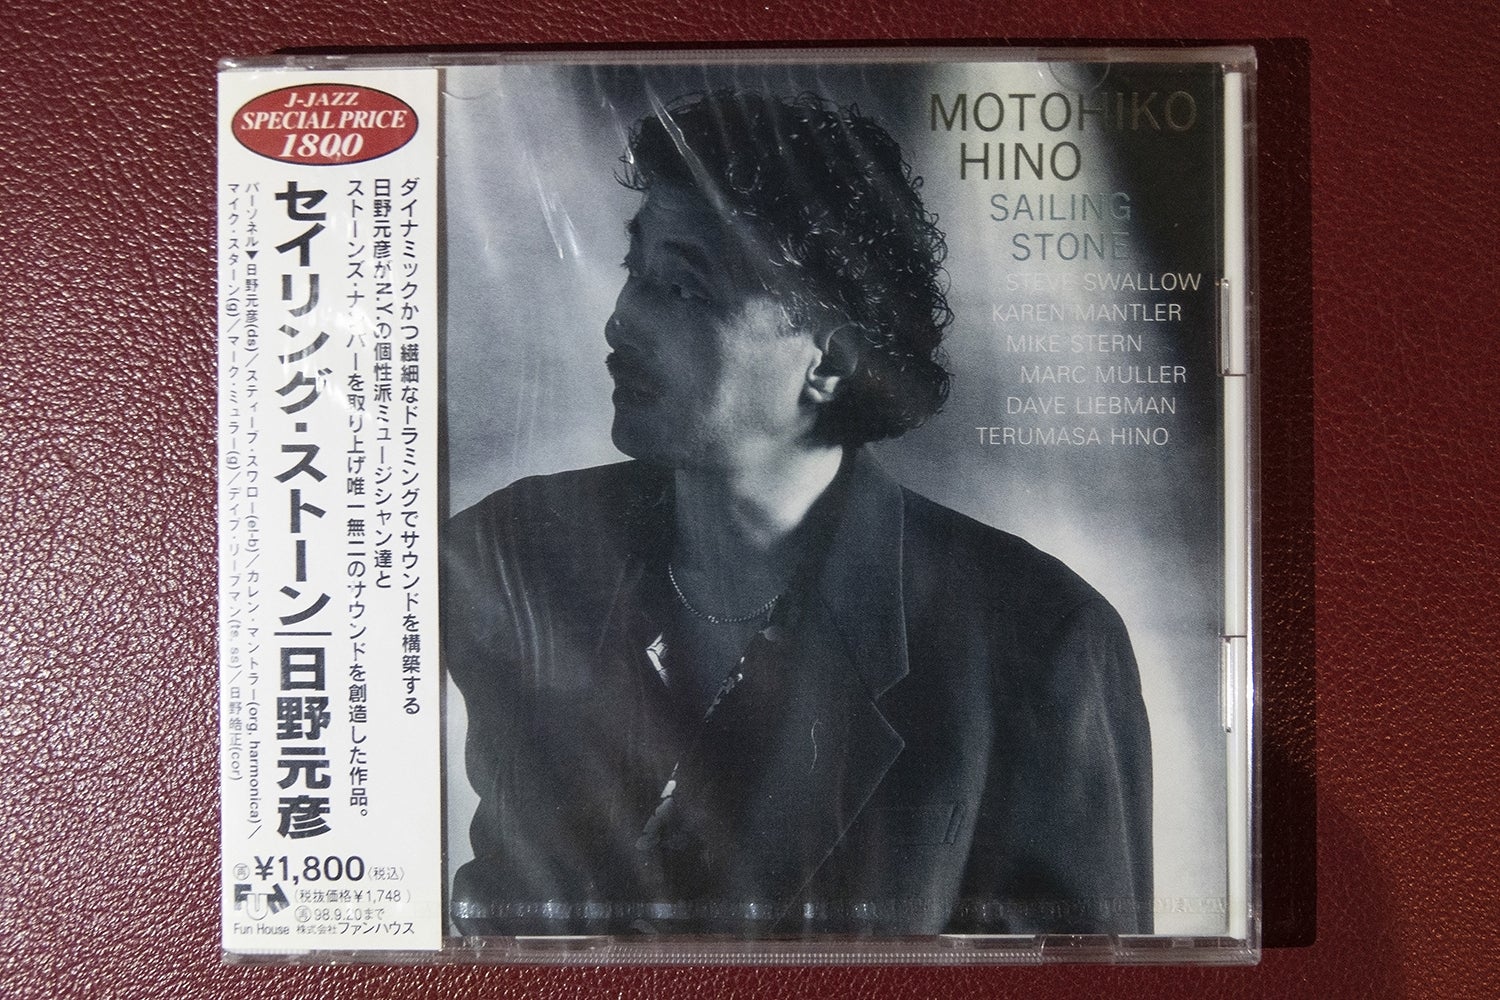 J-JAZZ
SPECIAL PRICE
1800
ダイナミックかつ繊細なドラミングでサウンドを構築する
日野元彦がN.Y.の個性派ミュージシャン達と
ストーンズ・ナンバーを取り上げ唯一無二のサウンドを創造した作品。
セイリング・ストーン/日野元彦
パーソネル▼日野元彦(ds)/スティーブ・スワロー(el-b)/カレン・マントラー(org, harmonica)/
マイク・スターン(g)/マーク・ミュラー(g)/デイブ・リーブマン(ts, ss)/日野皓正(cor)
再 ¥1,800(税込)
(税抜価格¥1,748 )
再 98.9.20まで
FUN
Fun House 株式会社ファンハウス
MOTOHIKO
HINO
SAILING
STONE
STEVE SWALLOW
KAREN MANTLER
MIKE STERN
MARC MULLER
DAVE LIEBMAN
TERUMASA HINO